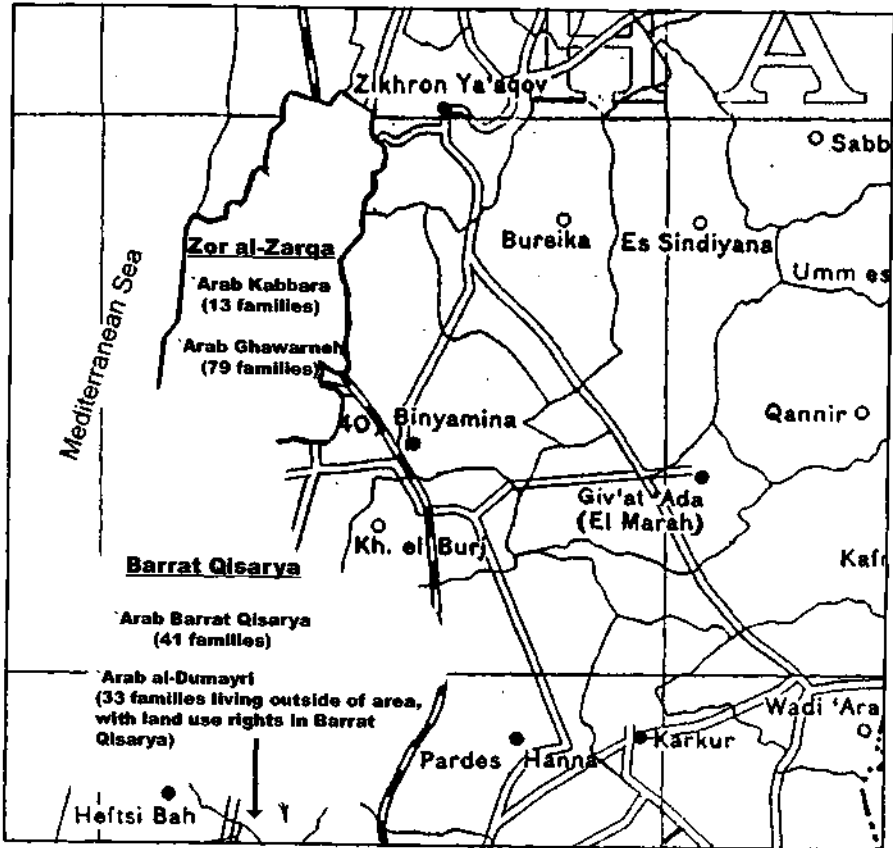 H A
Zikhron Ya'aqov
Sabb
Bureika
Es Sindiyana
Zor al-Zarqa
Umm es
Arab Kabbara
(13 families)
Mediterranean Sea
Arab Ghawarneh
(79 families)
40
Binyamina
Qannir
Giv'at 'Ada
(El Marah)
Kh. el Burj
Kafr
Barrat Qisarya
Arab Barrat Qisarya
(41 families)
Arab al-Dumayri
(33 families living outside of area,
with land use rights in Barrat
Qisarya)
Wadi 'Ara
Pardes Hanna
Karkur
Heftsi Bah